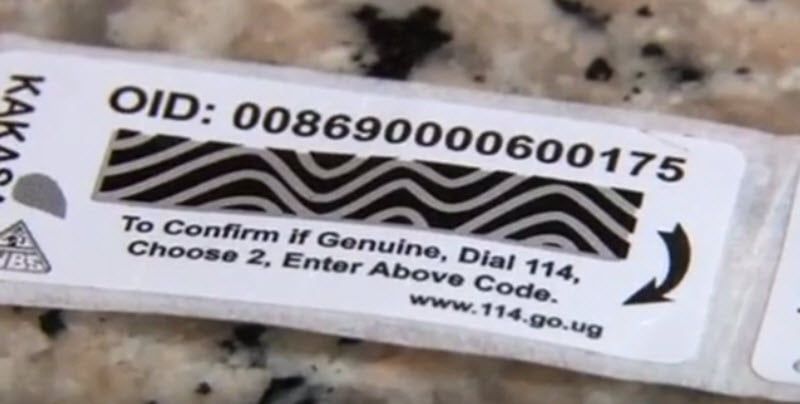 OID: 008690000600175
To Confirm if Genuine, Dial 114,
Choose 2, Enter Above Code.
www.114.go.ug